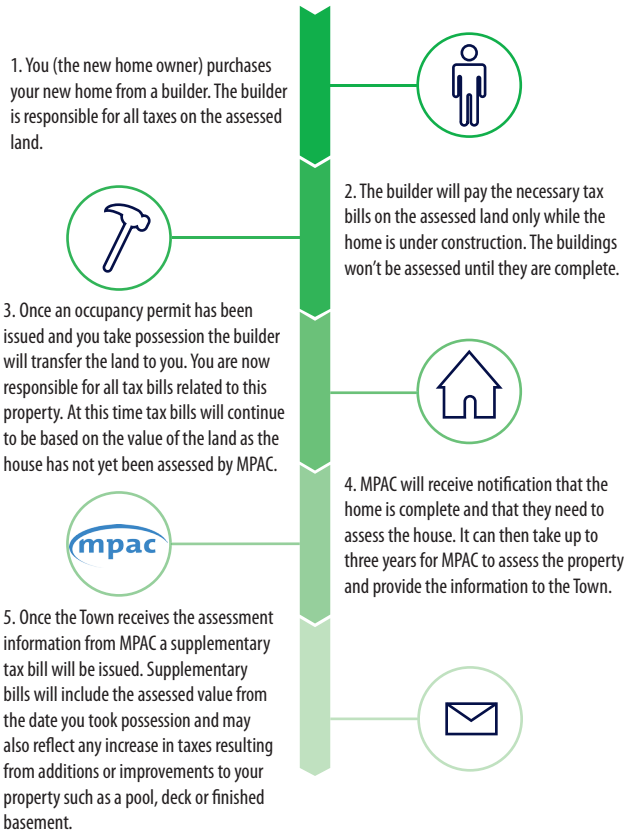 1. You (the new home owner) purchases
your new home from a builder. The builder
is responsible for all taxes on the assessed
land.
2. The builder will pay the necessary tax
bills on the assessed land only while the
home is under construction. The buildings
won't be assessed until they are complete.
3. Once an occupancy permit has been
issued and you take possession the builder
will transfer the land to you. You are now
responsible for all tax bills related to this
property. At this time tax bills will continue
to be based on the value of the land as the
house has not yet been assessed by MPAC.
4. MPAC will receive notification that the
home is complete and that they need to
assess the house. It can then take up to
three years for MPAC to assess the property
and provide the information to the Town.
mpac
5. Once the Town receives the assessment
information from MPAC a supplementary
tax bill will be issued. Supplementary
bills will include the assessed value from
the date you took possession and may
also reflect any increase in taxes resulting
from additions or improvements to your
property such as a pool, deck or finished
basement.